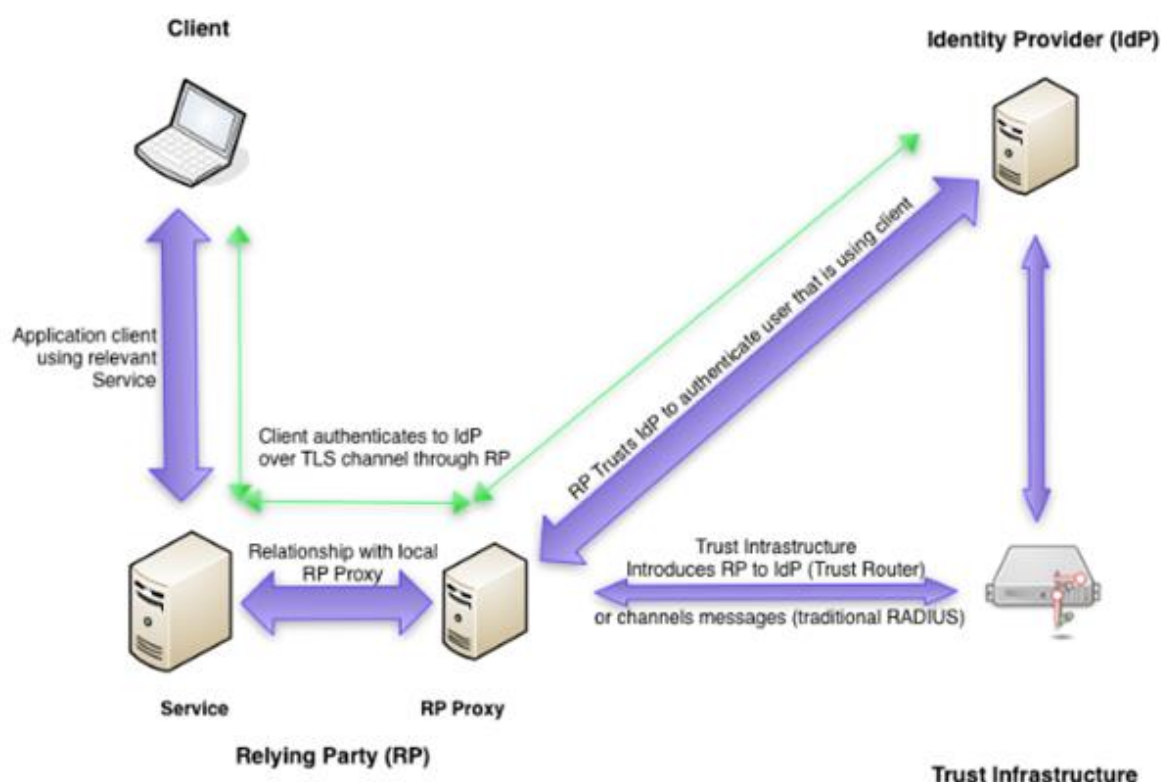 Client
Identity Provider (IdP)
Application client
using relevant
Service
Client authenticates to IdP
over TLS channel through RP
RP Trusts IdP to authenticate user that is using client
Relationship with local
RP Proxy
Trust Intrastructure
Introduces RP to IdP (Trust Router)
or channels messages (traditional RADIUS)
Service
RP Proxy
Relying Party (RP)
Trust Infrastructure